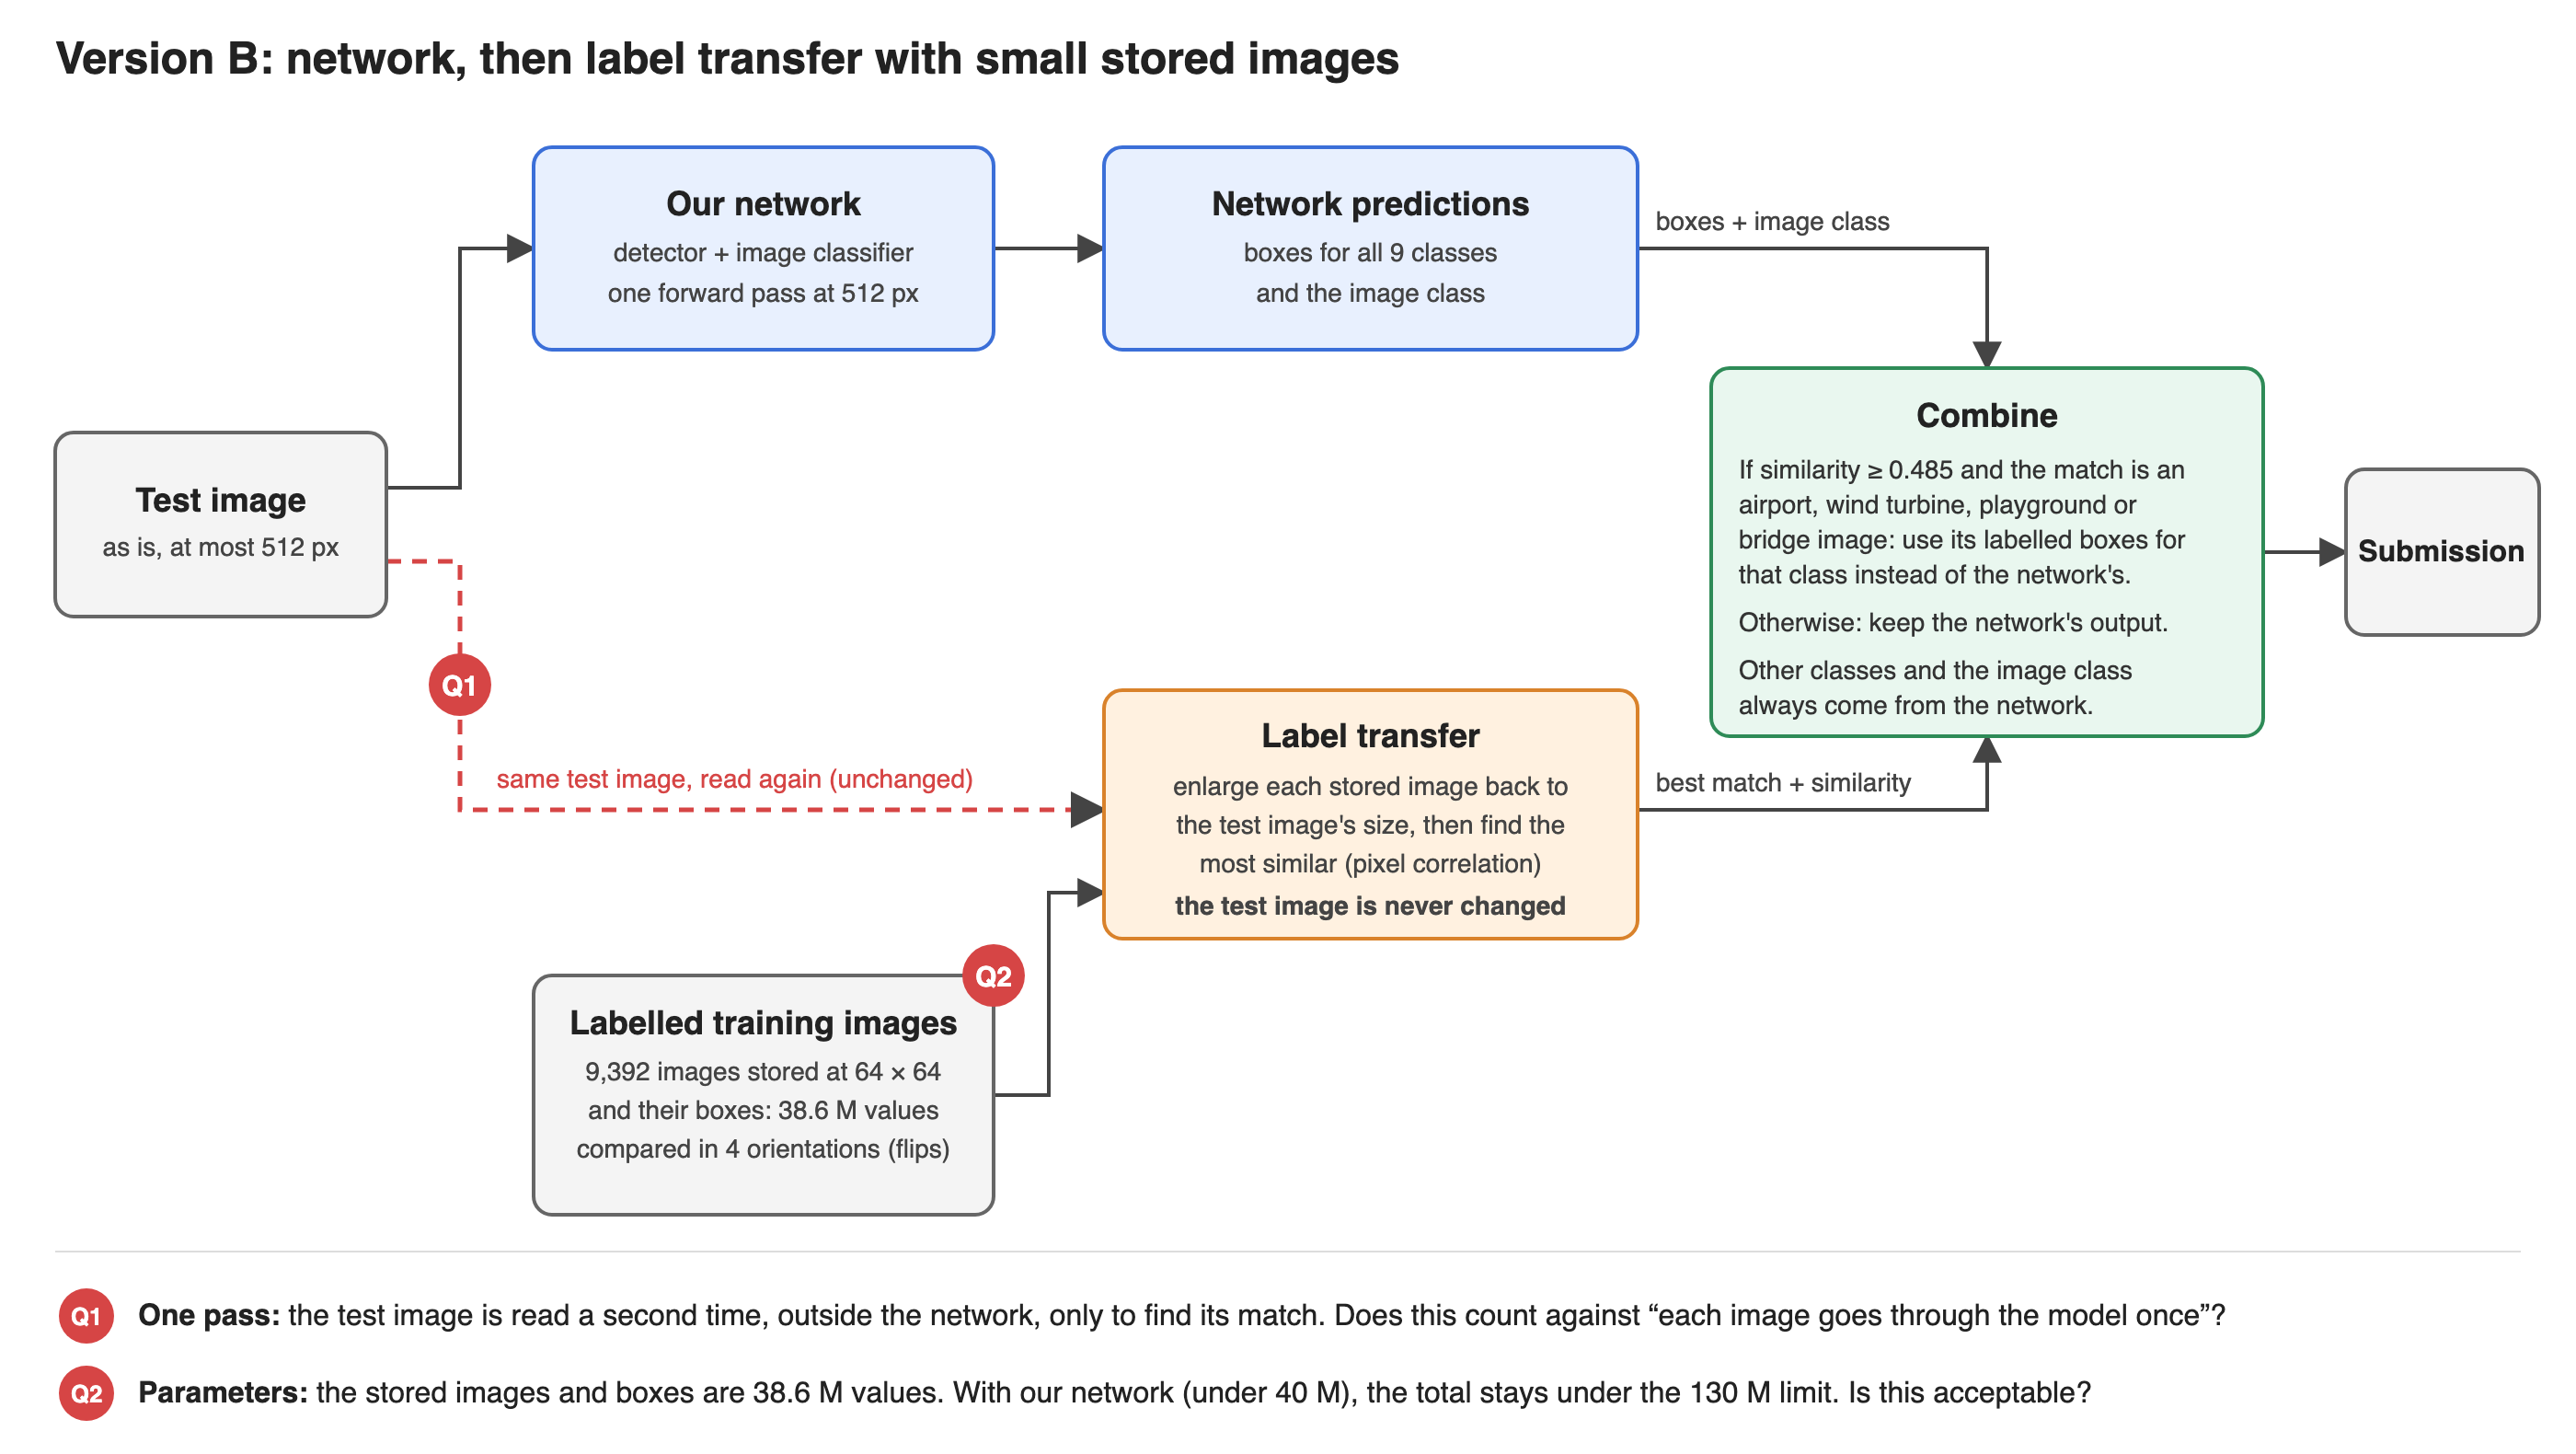 Version B: network, then label transfer with small stored images
Our network
detector + image classifier
one forward pass at 512 px
Network predictions
boxes for all 9 classes
and the image class
boxes + image class
Test image
as is, at most 512 px
Combine
If similarity ≥ 0.485 and the match is an
airport, wind turbine, playground or
bridge image: use its labelled boxes for
that class instead of the network's.
Otherwise: keep the network's output.
Other classes and the image class
always come from the network.
Submission
Q1
same test image, read again (unchanged)
Label transfer
enlarge each stored image back to
the test image's size, then find the
most similar (pixel correlation)
the test image is never changed
best match + similarity
Q2
Labelled training images
9,392 images stored at 64 × 64
and their boxes: 38.6 M values
compared in 4 orientations (flips)
Q1 One pass: the test image is read a second time, outside the network, only to find its match. Does this count against “each image goes through the model once”?
Q2 Parameters: the stored images and boxes are 38.6 M values. With our network (under 40 M), the total stays under the 130 M limit. Is this acceptable?